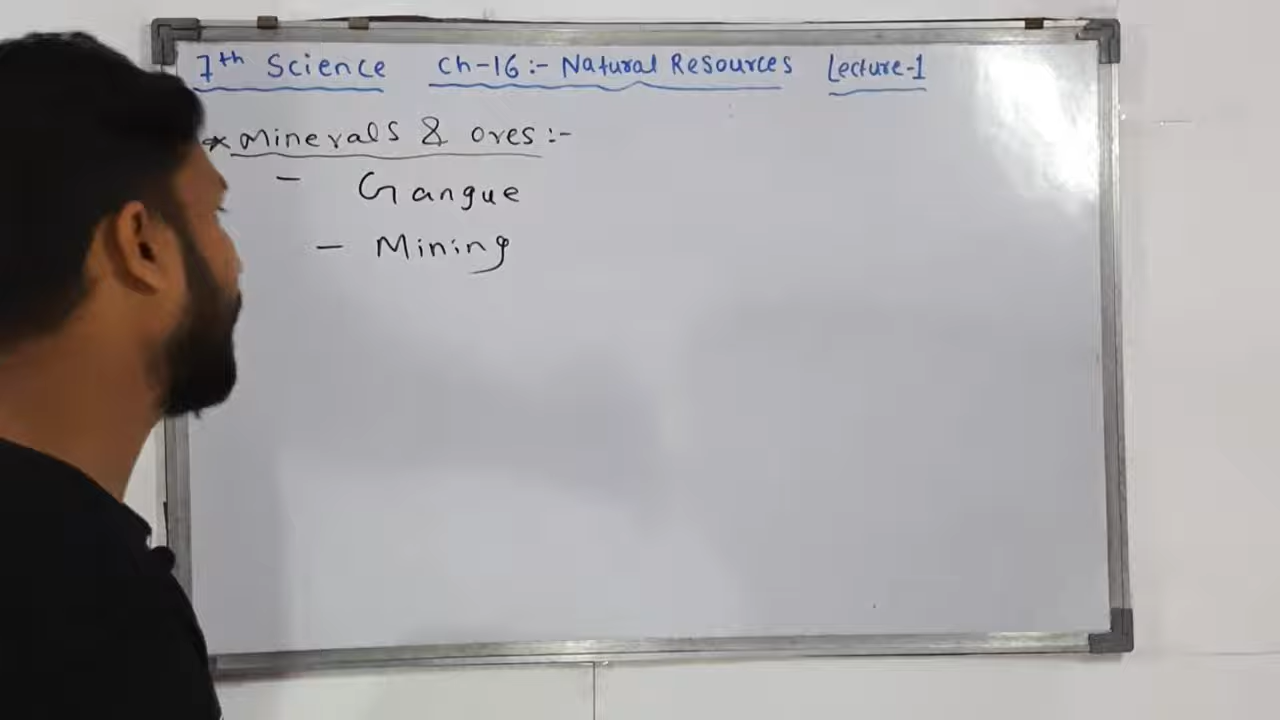 7th Science Ch-16:- Natural Resources Lecture-1
* Minerals & ores:-
- Gangue
- Mining